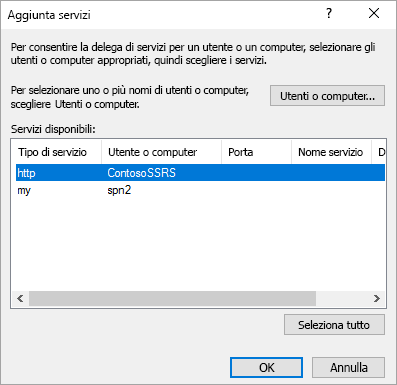 Aggiunta servizi
Per consentire la delega di servizi per un utente o un computer, selezionare gli
utenti o computer appropriati, quindi scegliere i servizi.
Per selezionare uno o più nomi di utenti o computer,
scegliere Utenti o computer.
Utenti o computer...
Servizi disponibili:
Tipo di servizio Utente o computer Porta Nome servizio D
http ContosoSSRS
my spn2
Seleziona tutto
OK Annulla